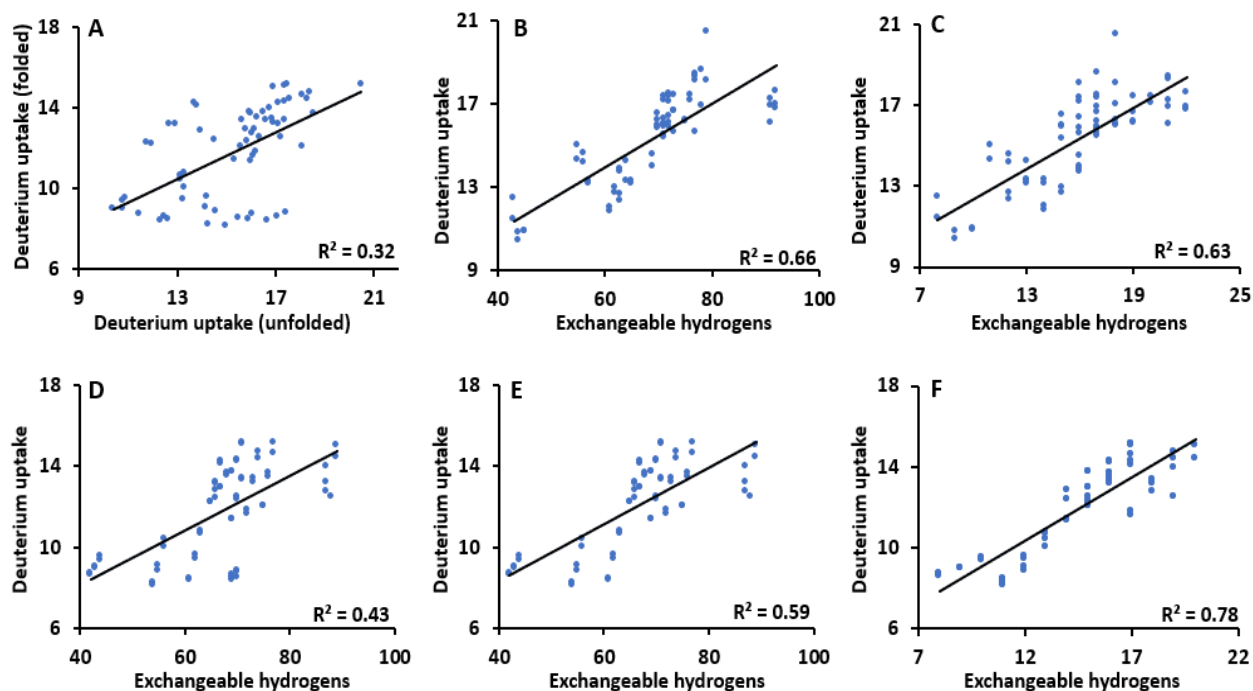 A
Deuterium uptake (folded)
18
14
10
6
9
13
17
21
R² = 0.32
Deuterium uptake (unfolded)
B
Deuterium uptake
21
17
13
9
40
60
80
100
R² = 0.66
Exchangeable hydrogens
C
Deuterium uptake
21
17
13
9
7
13
19
25
R² = 0.63
Exchangeable hydrogens
D
Deuterium uptake
18
14
10
6
40
60
80
100
R² = 0.43
Exchangeable hydrogens
E
Deuterium uptake
18
14
10
6
40
60
80
100
R² = 0.59
Exchangeable hydrogens
F
Deuterium uptake
18
14
10
6
7
12
17
22
R² = 0.78
Exchangeable hydrogens